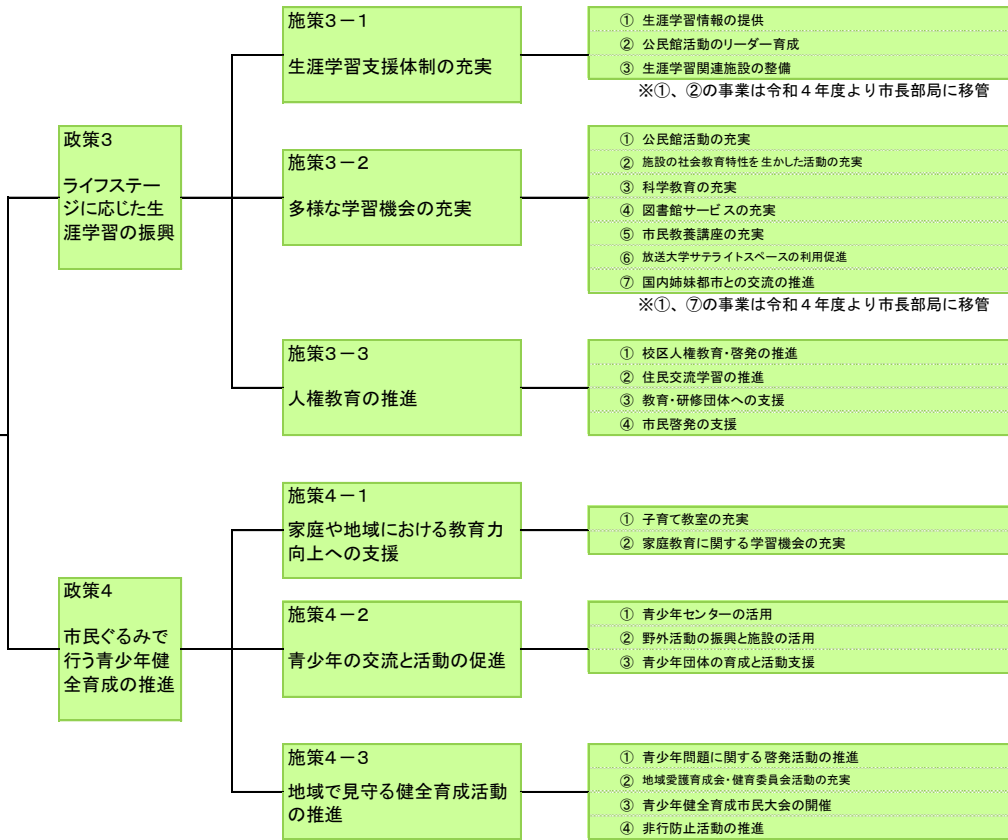 政策3
ライフステー
ジに応じた生
涯学習の振興
施策3-1
生涯学習支援体制の充実
① 生涯学習情報の提供
② 公民館活動のリーダー育成
③ 生涯学習関連施設の整備
※①、②の事業は令和4年度より市長部局に移管
施策3-2
多様な学習機会の充実
① 公民館活動の充実
② 施設の社会教育特性を生かした活動の充実
③ 科学教育の充実
④ 図書館サービスの充実
⑤ 市民教養講座の充実
⑥ 放送大学サテライトスペースの利用促進
⑦ 国内姉妹都市との交流の推進
※①、⑦の事業は令和4年度より市長部局に移管
施策3-3
人権教育の推進
① 校区人権教育・啓発の推進
② 住民交流学習の推進
③ 教育・研修団体への支援
④ 市民啓発の支援
政策4
市民ぐるみで
行う青少年健
全育成の推進
施策4-1
家庭や地域における教育力
向上への支援
① 子育て教室の充実
② 家庭教育に関する学習機会の充実
施策4-2
青少年の交流と活動の促進
① 青少年センターの活用
② 野外活動の振興と施設の活用
③ 青少年団体の育成と活動支援
施策4-3
地域で見守る健全育成活動
の推進
① 青少年問題に関する啓発活動の推進
② 地域愛護育成会・健育委員会活動の充実
③ 青少年健全育成市民大会の開催
④ 非行防止活動の推進